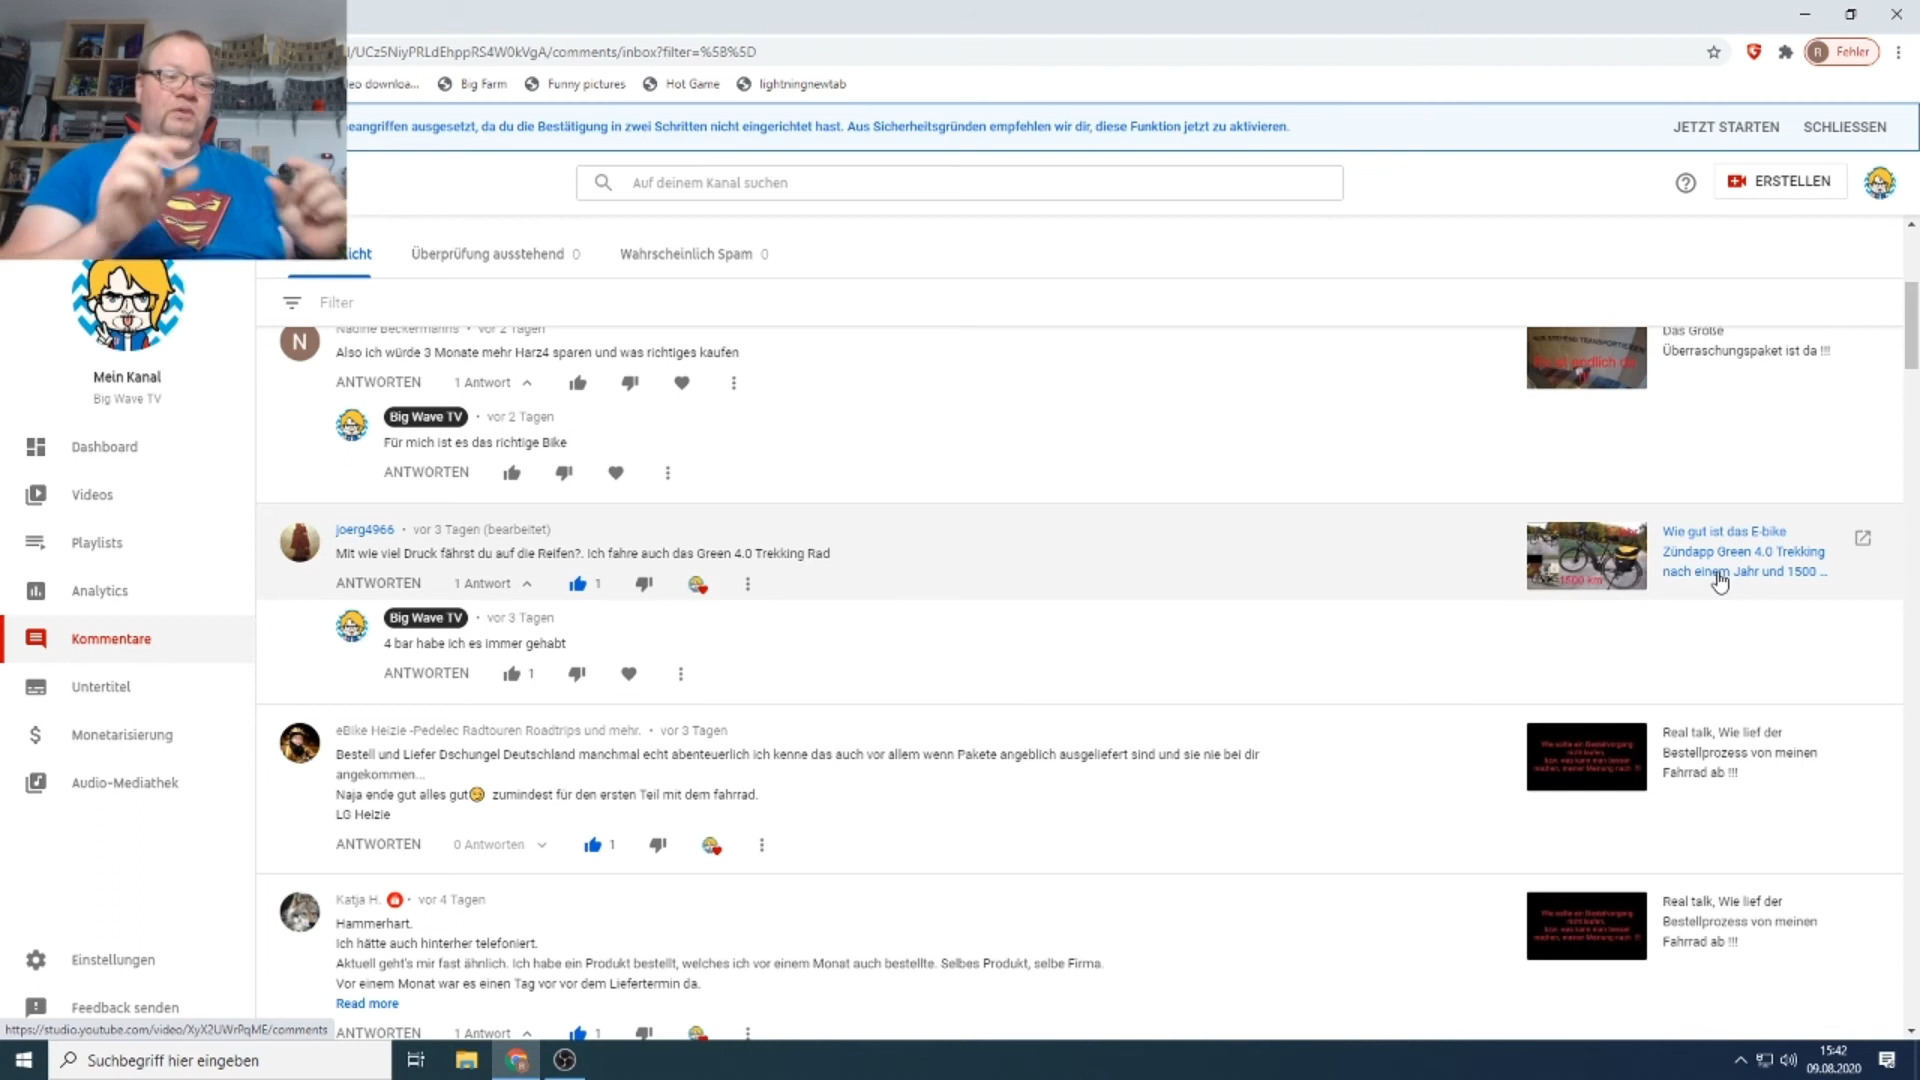 /UCz5NiyPRLdEhppRS4W0kVgA/comments/inbox?filter=%5B%5D
R Fehler
eo downloa...
Big Farm
Funny pictures
Hot Game
lightningnewtab
eangriffen ausgesetzt, da du die Bestätigung in zwei Schritten nicht eingerichtet hast. Aus Sicherheitsgründen empfehlen wir dir, diese Funktion jetzt zu aktivieren.
JETZT STARTEN
SCHLIESSEN
Auf deinem Kanal suchen
ERSTELLEN
icht
Überprüfung ausstehend 0
Wahrscheinlich Spam 0
Filter
Mein Kanal
Big Wave TV
Dashboard
Videos
Playlists
Analytics
Kommentare
Untertitel
Monetarisierung
Audio-Mediathek
Einstellungen
Feedback senden
N
Nadine Beckermanns • vor 2 Tagen
Also ich würde 3 Monate mehr Harz4 sparen und was richtiges kaufen
ANTWORTEN 1 Antwort
Das Große
Überraschungspaket ist da !!!
Big Wave TV • vor 2 Tagen
Für mich ist es das richtige Bike
ANTWORTEN
joerg4966 • vor 3 Tagen (bearbeitet)
Mit wie viel Druck fährst du auf die Reifen?. Ich fahre auch das Green 4.0 Trekking Rad
ANTWORTEN 1 Antwort 1
1500 km
Wie gut ist das E-bike
Zündapp Green 4.0 Trekking
nach einem Jahr und 1500 ...
Big Wave TV • vor 3 Tagen
4 bar habe ich es immer gehabt
ANTWORTEN 1
eBike Heizle -Pedelec Radtouren Roadtrips und mehr. • vor 3 Tagen
Bestell und Liefer Dschungel Deutschland manchmal echt abenteuerlich ich kenne das auch vor allem wenn Pakete angeblich ausgeliefert sind und sie nie bei dir
angekommen...
Naja ende gut alles gut zumindest für den ersten Teil mit dem fahrrad.
LG Heizle
ANTWORTEN 0 Antworten 1
Real talk, Wie lief der
Bestellprozess von meinen
Fahrrad ab !!!
Katja H. • vor 4 Tagen
Hammerhart.
Ich hätte auch hinterher telefoniert.
Aktuell geht's mir fast ähnlich. Ich habe ein Produkt bestellt, welches ich vor einem Monat auch bestellte. Selbes Produkt, selbe Firma.
Vor einem Monat war es einen Tag vor vor dem Liefertermin da.
Read more
ANTWORTEN 1 Antwort 1
Real talk, Wie lief der
Bestellprozess von meinen
Fahrrad ab !!!
https://studio.youtube.com/video/XyX2UWrPqME/comments
Suchbegriff hier eingeben
15:42
09.08.2020